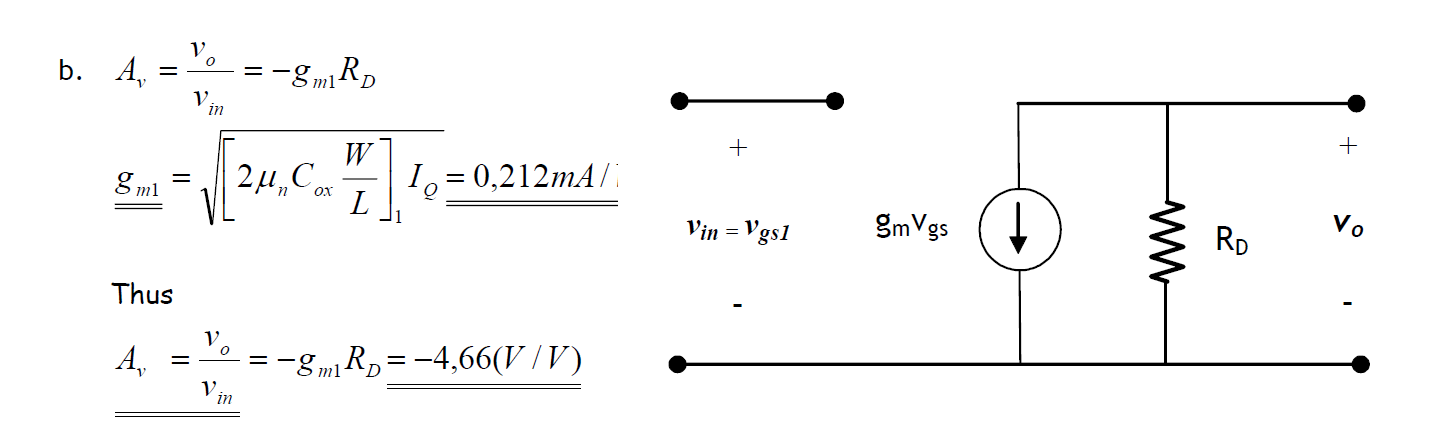 b. A_v = v_o / v_in = −g_m1 R_D
g_m1 = √([2μ_n C_ox W/L]_1 I_Q) = 0,212mA/
Thus
A_v = v_o / v_in = −g_m1 R_D = −4,66(V/V)
+
v_in = v_gs1
-
g_m v_gs
R_D
+
v_o
-